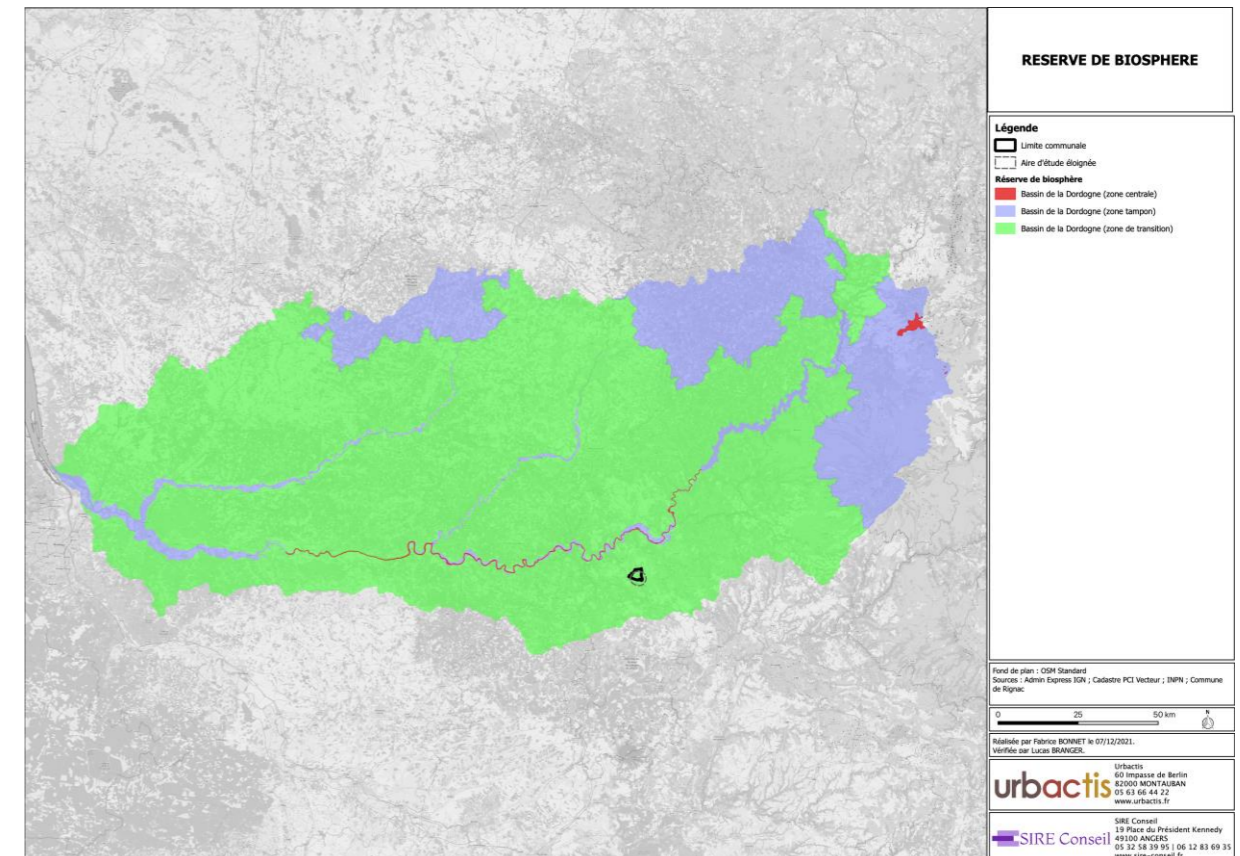 RESERVE DE BIOSPHERE
Légende
Limite communale
Aire d'étude éloignée
Réserve de biosphère
Bassin de la Dordogne (zone centrale)
Bassin de la Dordogne (zone tampon)
Bassin de la Dordogne (zone de transition)
Fond de plan : OSM Standard
Sources : Admin Express IGN ; Cadastre PCI Vecteur ; INPN ; Commune
de Rignac
0 25 50 km
N
Réalisée par Fabrice BONNET le 07/12/2021.
Vérifiée par Lucas BRANGER.
urbactis
Urbactis
60 Impasse de Berlin
82000 MONTAUBAN
05 63 66 44 22
www.urbactis.fr
SIRE Conseil
SIRE Conseil
19 Place du Président Kennedy
49100 ANGERS
05 32 58 39 95 | 06 12 83 69 35
www.sire-conseil.fr